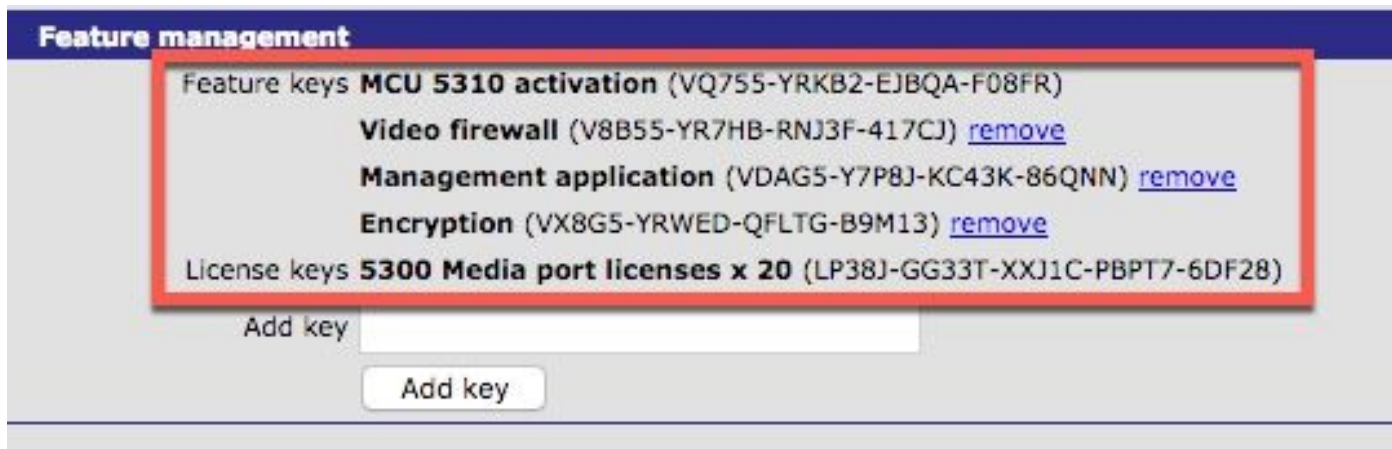 Feature management
Feature keys MCU 5310 activation (VQ755-YRKB2-EJBQA-F08FR)
Video firewall (V8B55-YR7HB-RNJ3F-417CJ) remove
Management application (VDAG5-Y7P8J-KC43K-86QNN) remove
Encryption (VX8G5-YRWED-QFLTG-B9M13) remove
License keys 5300 Media port licenses x 20 (LP38J-GG33T-XXJ1C-PBPT7-6DF28)
Add key
Add key